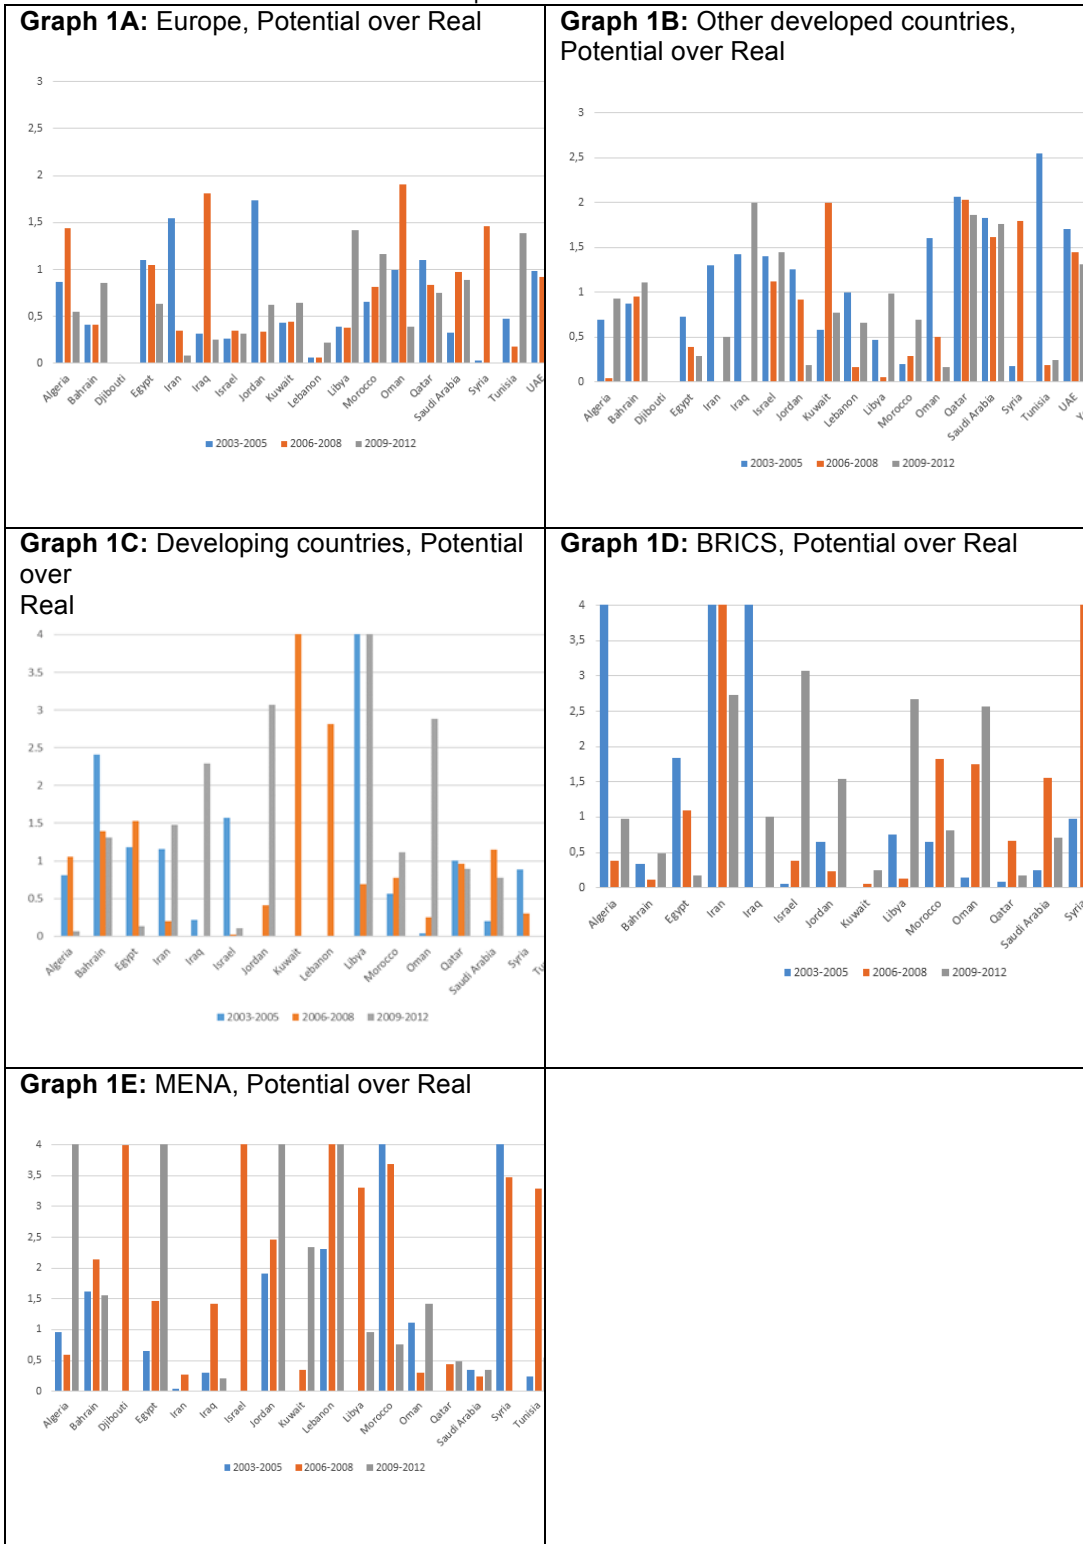 Graph 1A: Europe, Potential over Real
3
2,5
2
1,5
1
0,5
0
Algeria
Bahrain
Djibouti
Egypt
Iran
Iraq
Israel
Jordan
Kuwait
Lebanon
Libya
Morocco
Oman
Qatar
Saudi Arabia
Syria
Tunisia
UAE
2003-2005 2006-2008 2009-2012
Graph 1B: Other developed countries,
Potential over Real
3
2,5
2
1,5
1
0,5
0
Algeria
Bahrain
Djibouti
Egypt
Iran
Iraq
Israel
Jordan
Kuwait
Lebanon
Libya
Morocco
Oman
Qatar
Saudi Arabia
Syria
Tunisia
UAE
2003-2005 2006-2008 2009-2012
Graph 1C: Developing countries, Potential
over
Real
4
3.5
3
2.5
2
1.5
1
0.5
0
Algeria
Bahrain
Egypt
Iran
Iraq
Israel
Jordan
Kuwait
Lebanon
Libya
Morocco
Oman
Qatar
Saudi Arabia
Syria
2003-2005 2006-2008 2009-2012
Graph 1D: BRICS, Potential over Real
4
3,5
3
2,5
2
1,5
1
0,5
0
Algeria
Bahrain
Egypt
Iran
Iraq
Israel
Jordan
Kuwait
Libya
Morocco
Oman
Qatar
Saudi Arabia
Syria
2003-2005 2006-2008 2009-2012
Graph 1E: MENA, Potential over Real
4
3,5
3
2,5
2
1,5
1
0,5
0
Algeria
Bahrain
Djibouti
Egypt
Iran
Iraq
Israel
Jordan
Kuwait
Lebanon
Libya
Morocco
Oman
Qatar
Saudi Arabia
Syria
Tunisia
2003-2005 2006-2008 2009-2012